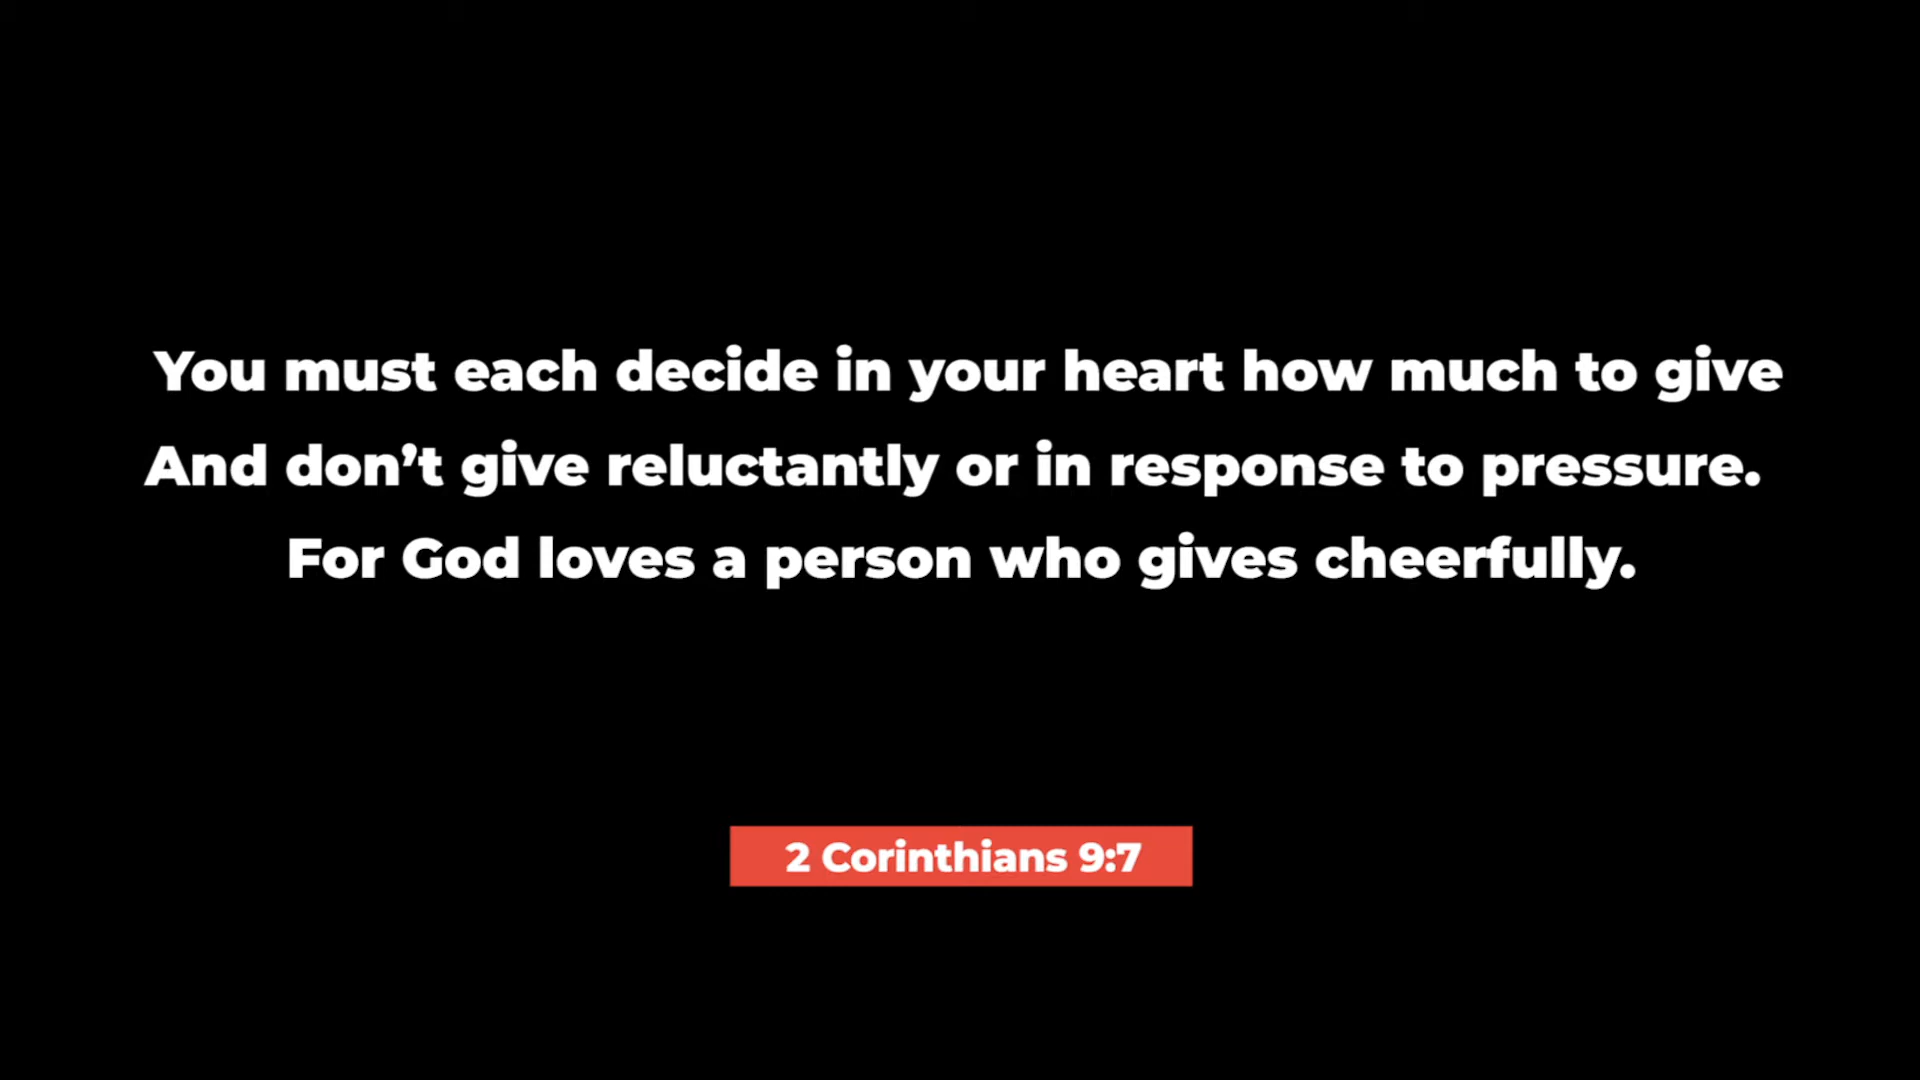 You must each decide in your heart how much to give
And don’t give reluctantly or in response to pressure.
For God loves a person who gives cheerfully.
2 Corinthians 9:7